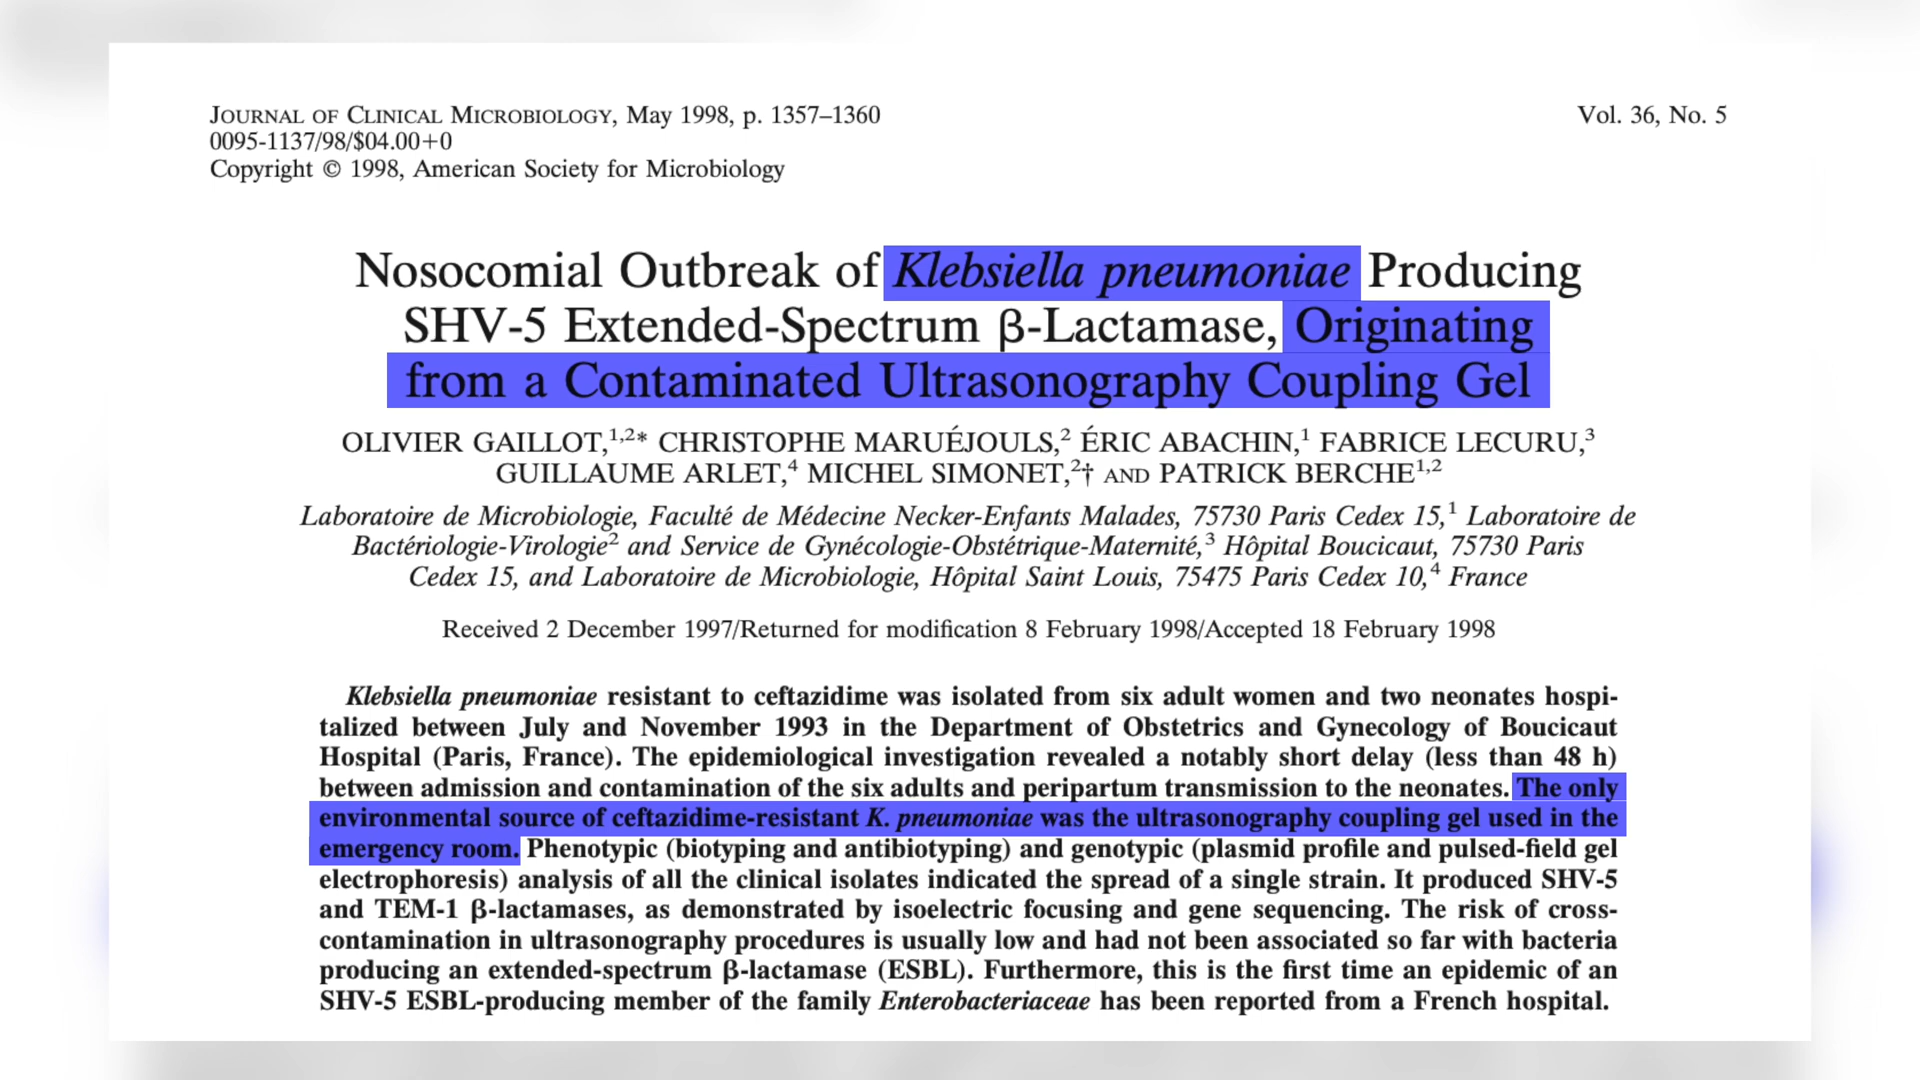 JOURNAL OF CLINICAL MICROBIOLOGY, May 1998, p. 1357–1360
Vol. 36, No. 5
0095-1137/98/$04.00+0
Copyright © 1998, American Society for Microbiology
Nosocomial Outbreak of Klebsiella pneumoniae Producing
SHV-5 Extended-Spectrum β-Lactamase, Originating
from a Contaminated Ultrasonography Coupling Gel
OLIVIER GAILLOT,1,2* CHRISTOPHE MARUÉJOULS,2 ÉRIC ABACHIN,1 FABRICE LECURU,3
GUILLAUME ARLET,4 MICHEL SIMONET,2† AND PATRICK BERCHE1,2
Laboratoire de Microbiologie, Faculté de Médecine Necker-Enfants Malades, 75730 Paris Cedex 15,1 Laboratoire de
Bactériologie-Virologie2 and Service de Gynécologie-Obstétrique-Maternité,3 Hôpital Boucicaut, 75730 Paris
Cedex 15, and Laboratoire de Microbiologie, Hôpital Saint Louis, 75475 Paris Cedex 10,4 France
Received 2 December 1997/Returned for modification 8 February 1998/Accepted 18 February 1998
Klebsiella pneumoniae resistant to ceftazidime was isolated from six adult women and two neonates hospi-
talized between July and November 1993 in the Department of Obstetrics and Gynecology of Boucicaut
Hospital (Paris, France). The epidemiological investigation revealed a notably short delay (less than 48 h)
between admission and contamination of the six adults and peripartum transmission to the neonates. The only
environmental source of ceftazidime-resistant K. pneumoniae was the ultrasonography coupling gel used in the
emergency room. Phenotypic (biotyping and antibiotyping) and genotypic (plasmid profile and pulsed-field gel
electrophoresis) analysis of all the clinical isolates indicated the spread of a single strain. It produced SHV-5
and TEM-1 β-lactamases, as demonstrated by isoelectric focusing and gene sequencing. The risk of cross-
contamination in ultrasonography procedures is usually low and had not been associated so far with bacteria
producing an extended-spectrum β-lactamase (ESBL). Furthermore, this is the first time an epidemic of an
SHV-5 ESBL-producing member of the family Enterobacteriaceae has been reported from a French hospital.